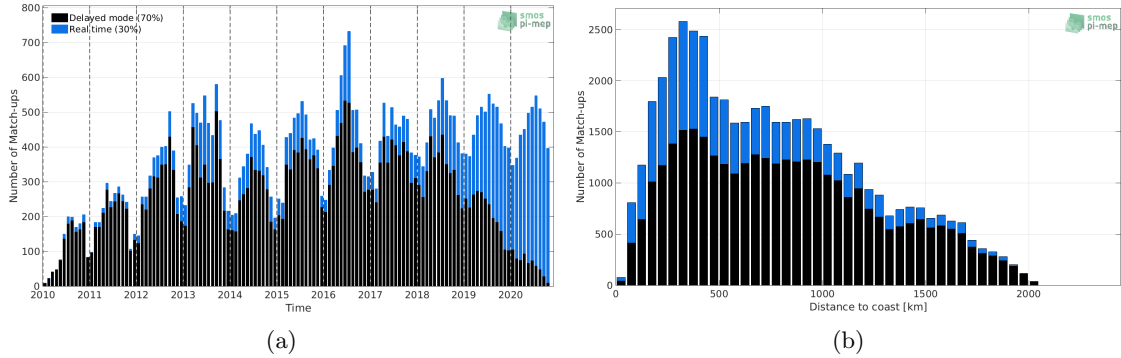 800
700
600
500
400
300
200
100
0
Number of Match-ups
Delayed mode (70%)
Real time (30%)
smos
pi-mep
2010 2011 2012 2013 2014 2015 2016 2017 2018 2019 2020
Time
(a)
2500
2000
1500
1000
500
0
Number of Match-ups
smos
pi-mep
0 500 1000 1500 2000
Distance to coast [km]
(b)